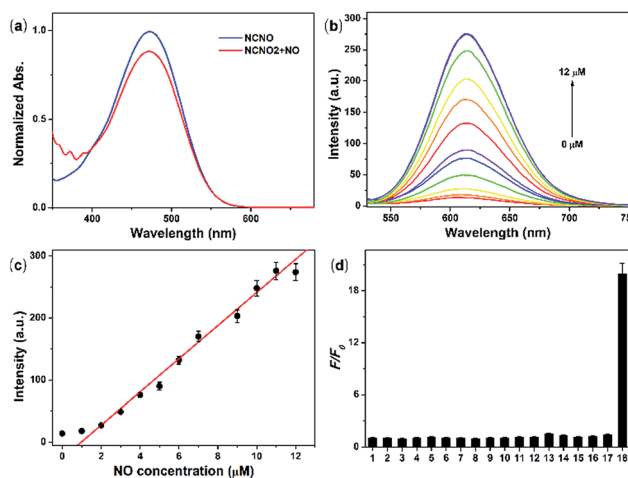 (a)
NCNO
NCNO2+NO
Normalized Abs.
1.0
0.5
0.0
400 500 600
Wavelength (nm)
(b)
Intensity (a.u.)
300
250
200
150
100
50
0
12 μM
0 μM
550 600 650 700 75
Wavelength (nm)
(c)
Intensity (a.u.)
300
200
100
0
0 2 4 6 8 10 12
NO concentration (μM)
(d)
F/F0
18
12
6
0
1 2 3 4 5 6 7 8 9 10 11 12 13 14 15 16 17 18